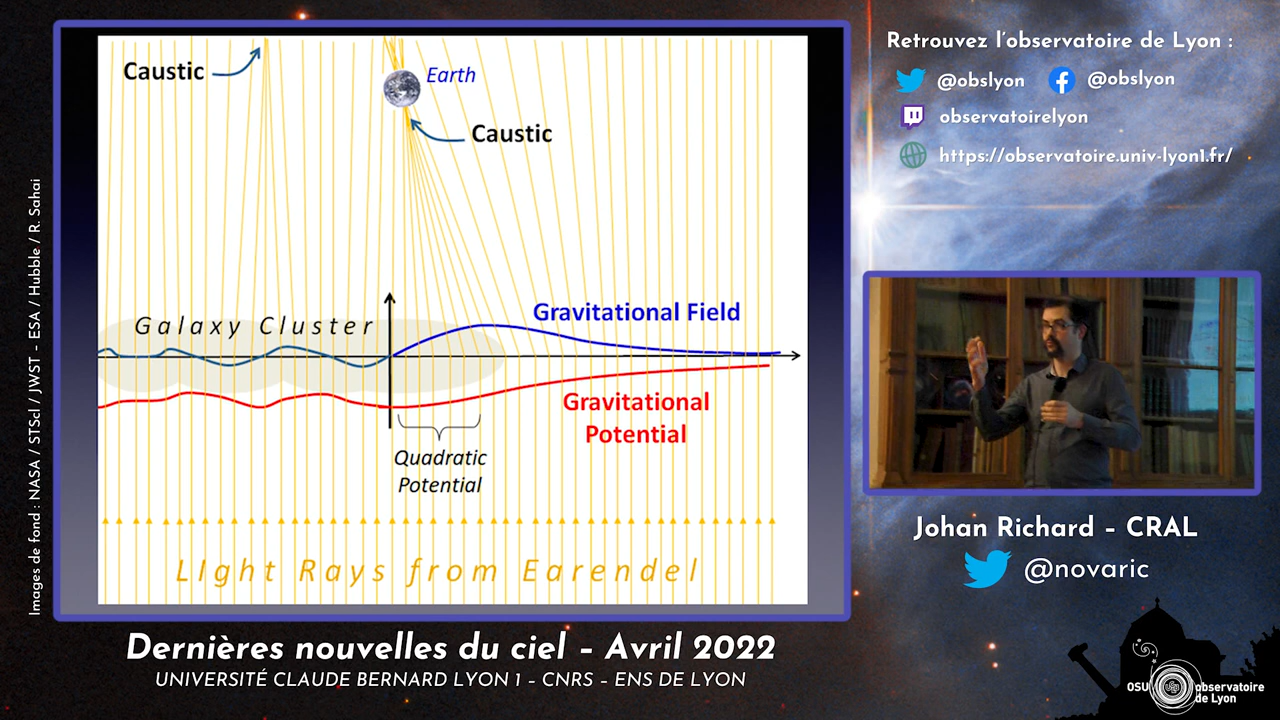 Caustic
Earth
Caustic
Galaxy Cluster
Gravitational Field
Gravitational
Potential
Quadratic
Potential
LIght Rays from Earendel
Images de fond : NASA / STScI / JWST - ESA / Hubble / R. Sahai
Retrouvez l'observatoire de Lyon :
@obslyon @obslyon
observatoirelyon
https://observatoire.univ-lyon1.fr/
Johan Richard – CRAL
@novaric
Dernières nouvelles du ciel – Avril 2022
UNIVERSITÉ CLAUDE BERNARD LYON 1 – CNRS – ENS DE LYON
OSU observatoire
de Lyon